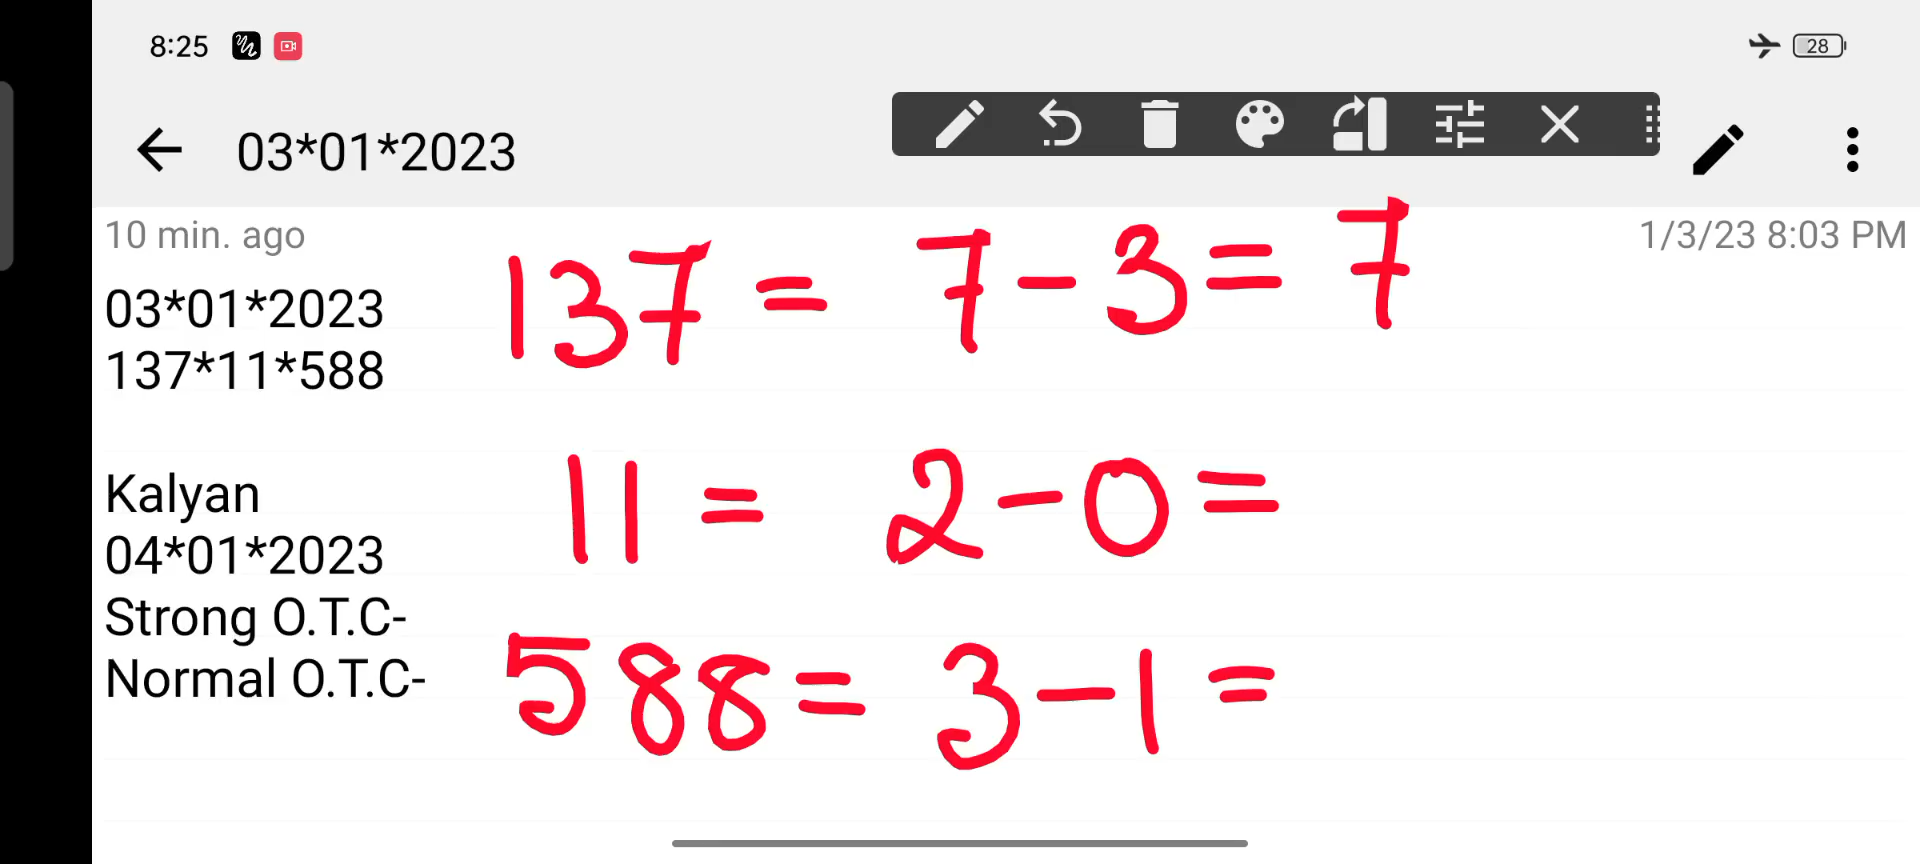 8:25 28
03*01*2023
10 min. ago 1/3/23 8:03 PM
03*01*2023
137*11*588
137 = 7-3= 7
Kalyan
04*01*2023
11 = 2-0=
Strong O.T.C-
Normal O.T.C-
588= 3-1=